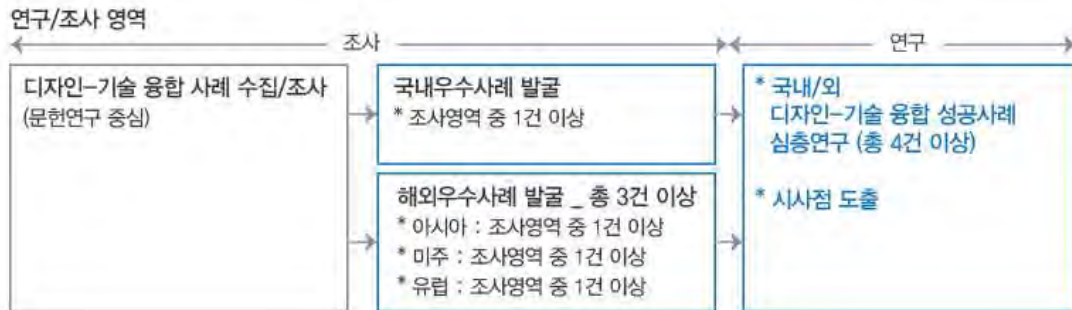 연구/조사 영역
조사
연구
디자인-기술 융합 사례 수집/조사
(문헌연구 중심)
국내우수사례 발굴
* 조사영역 중 1건 이상
해외우수사례 발굴 _ 총 3건 이상
* 아시아 : 조사영역 중 1건 이상
* 미주 : 조사영역 중 1건 이상
* 유럽 : 조사영역 중 1건 이상
* 국내/외
디자인-기술 융합 성공사례
심층연구 (총 4건 이상)
* 시사점 도출